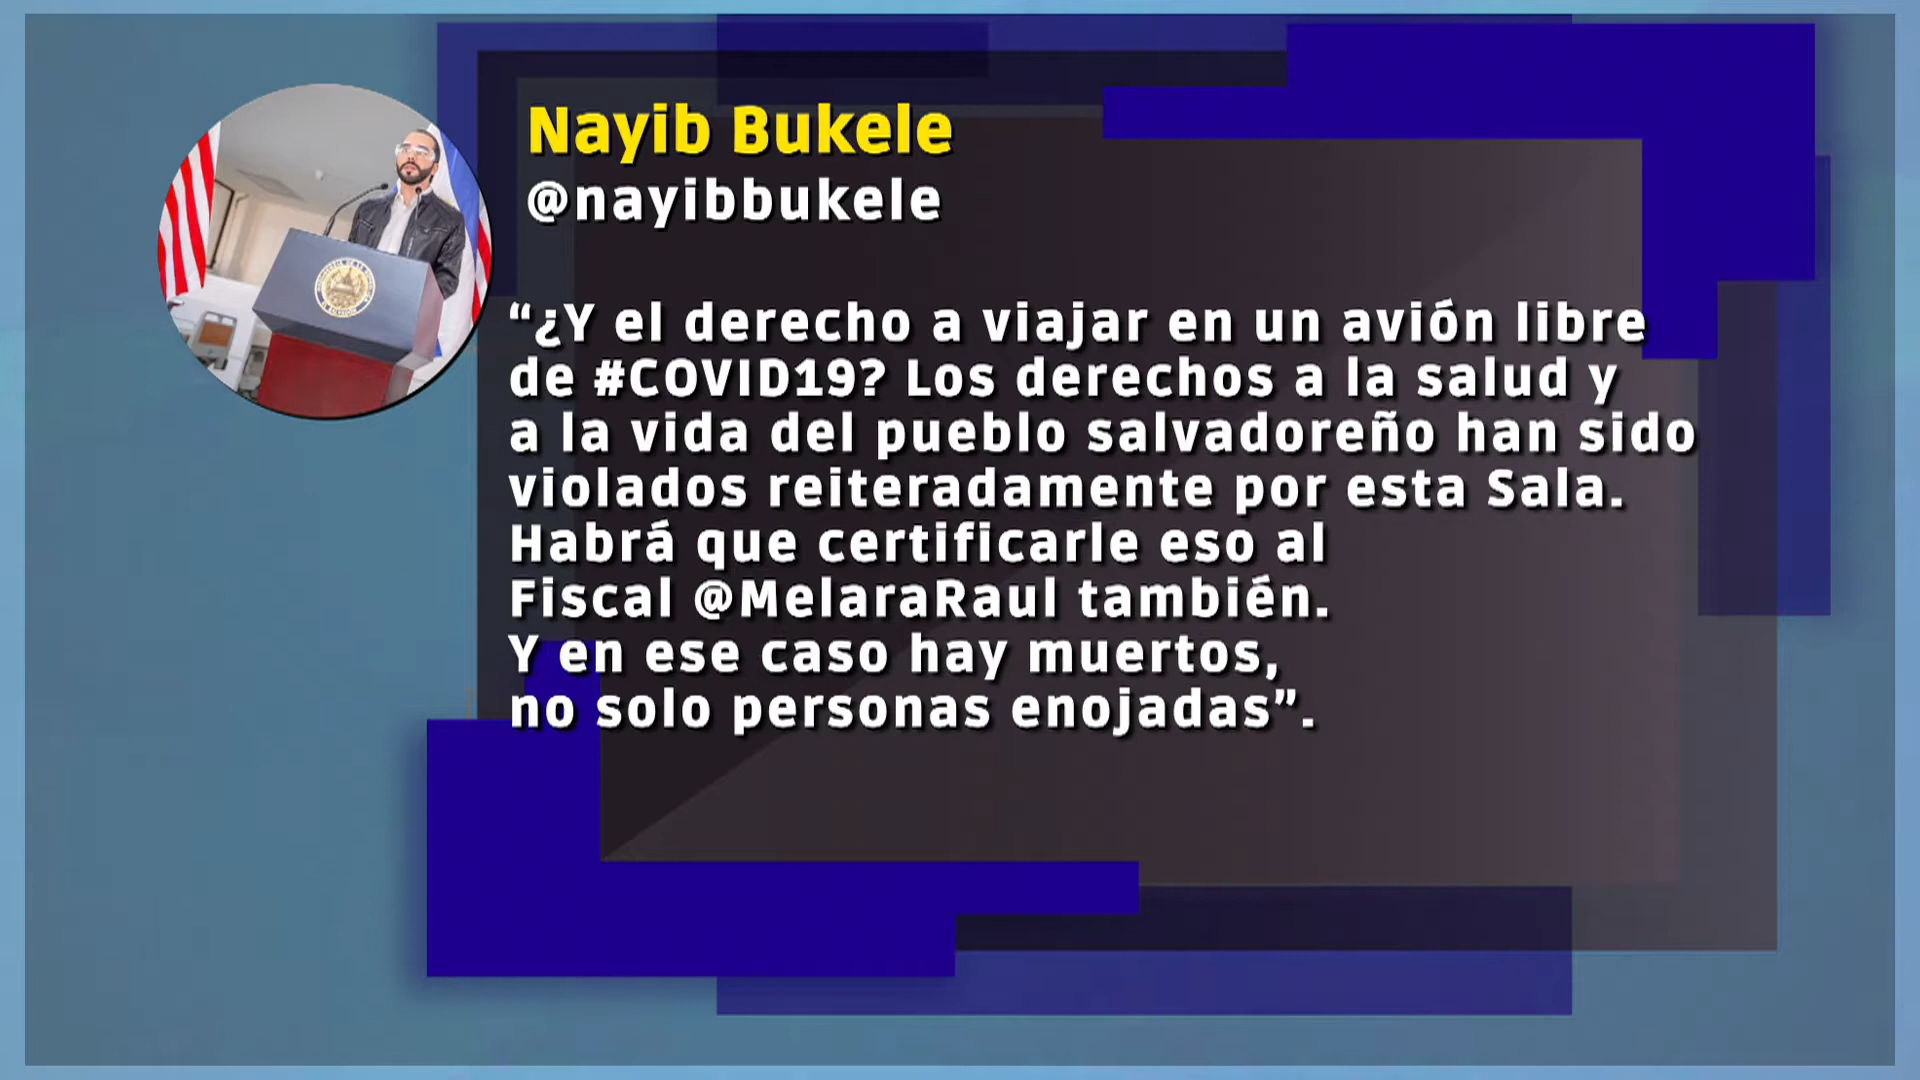 Nayib Bukele
@nayibbukele
“¿Y el derecho a viajar en un avión libre
de #COVID19? Los derechos a la salud y
a la vida del pueblo salvadoreño han sido
violados reiteradamente por esta Sala.
Habrá que certificarle eso al
Fiscal @MelaraRaul también.
Y en ese caso hay muertos,
no solo personas enojadas”.